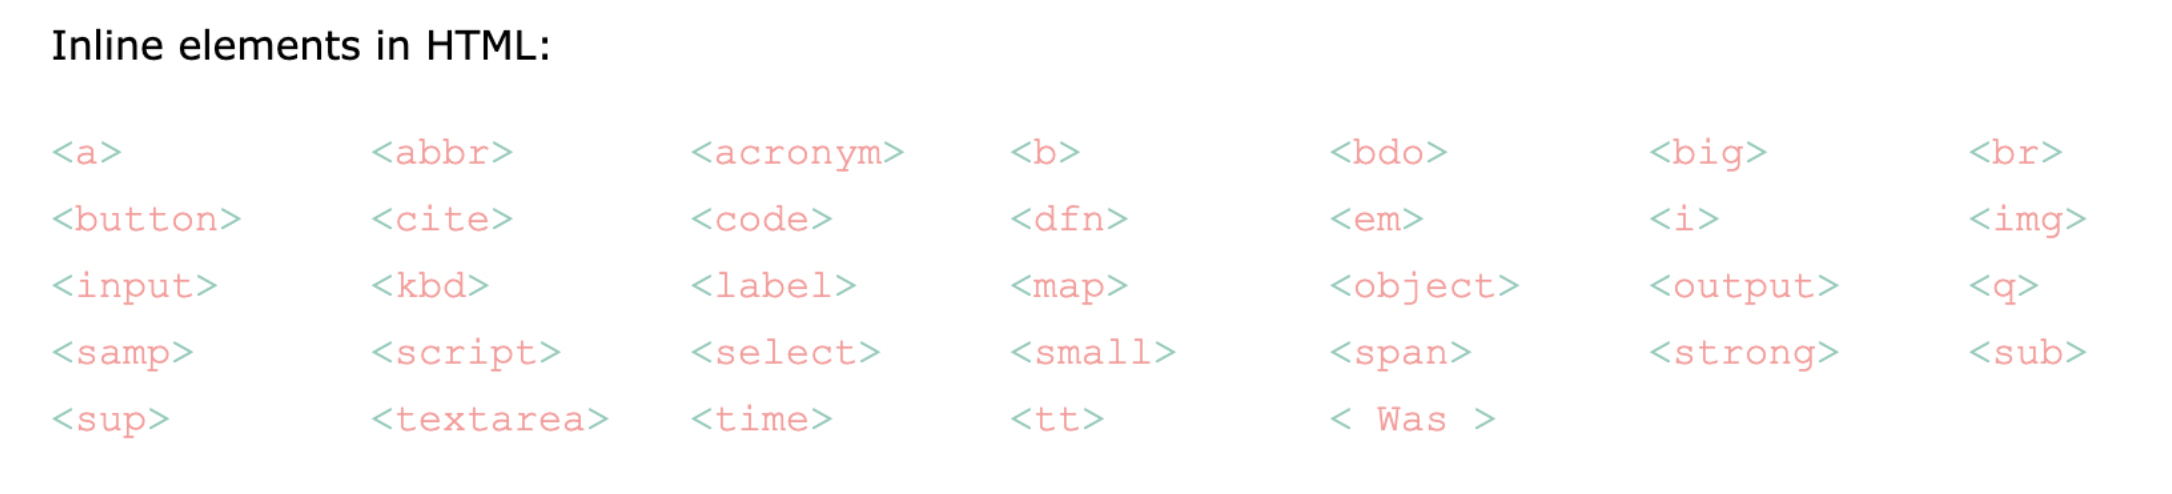 Inline elements in HTML:
<a> <abbr> <acronym> <b> <bdo> <big> <br>
<button> <cite> <code> <dfn> <em> <i> <img>
<input> <kbd> <label> <map> <object> <output> <q>
<samp> <script> <select> <small> <span> <strong> <sub>
<sup> <textarea> <time> <tt> < Was >